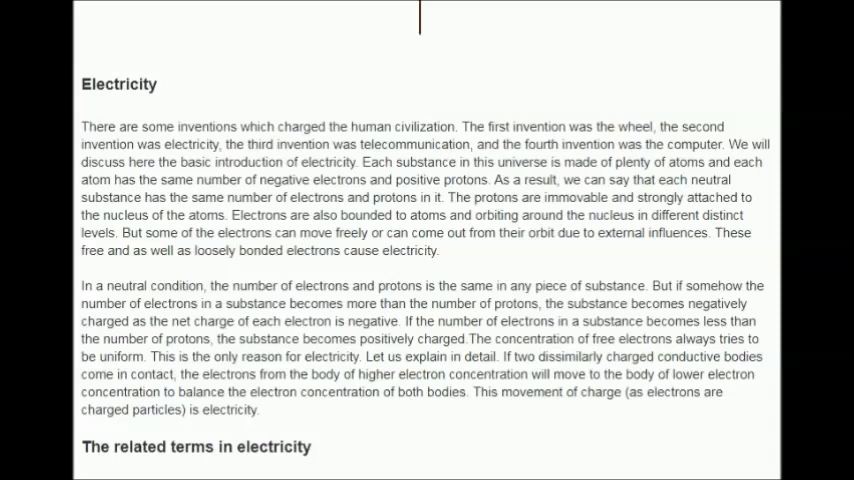 Electricity
There are some inventions which charged the human civilization. The first invention was the wheel, the second
invention was electricity, the third invention was telecommunication, and the fourth invention was the computer. We will
discuss here the basic introduction of electricity. Each substance in this universe is made of plenty of atoms and each
atom has the same number of negative electrons and positive protons. As a result, we can say that each neutral
substance has the same number of electrons and protons in it. The protons are immovable and strongly attached to
the nucleus of the atoms. Electrons are also bounded to atoms and orbiting around the nucleus in different distinct
levels. But some of the electrons can move freely or can come out from their orbit due to external influences. These
free and as well as loosely bonded electrons cause electricity.
In a neutral condition, the number of electrons and protons is the same in any piece of substance. But if somehow the
number of electrons in a substance becomes more than the number of protons, the substance becomes negatively
charged as the net charge of each electron is negative. If the number of electrons in a substance becomes less than
the number of protons, the substance becomes positively charged.The concentration of free electrons always tries to
be uniform. This is the only reason for electricity. Let us explain in detail. If two dissimilarly charged conductive bodies
come in contact, the electrons from the body of higher electron concentration will move to the body of lower electron
concentration to balance the electron concentration of both bodies. This movement of charge (as electrons are
charged particles) is electricity.
The related terms in electricity